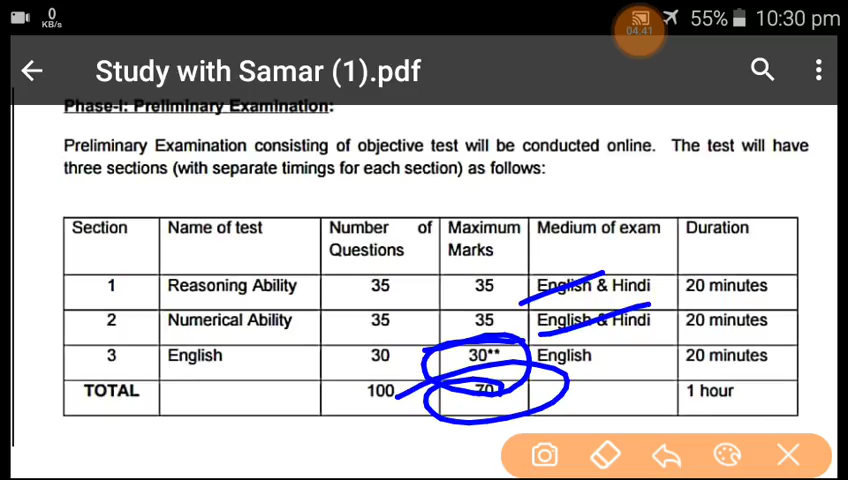 0
KB/s
04:41
55%
10:30 pm
Study with Samar (1).pdf
Phase-I: Preliminary Examination:
Preliminary Examination consisting of objective test will be conducted online. The test will have
three sections (with separate timings for each section) as follows:
Section Name of test Number of Questions Maximum Marks Medium of exam Duration
1 Reasoning Ability 35 35 English & Hindi 20 minutes
2 Numerical Ability 35 35 English & Hindi 20 minutes
3 English 30 30** English 20 minutes
TOTAL 100 70 1 hour